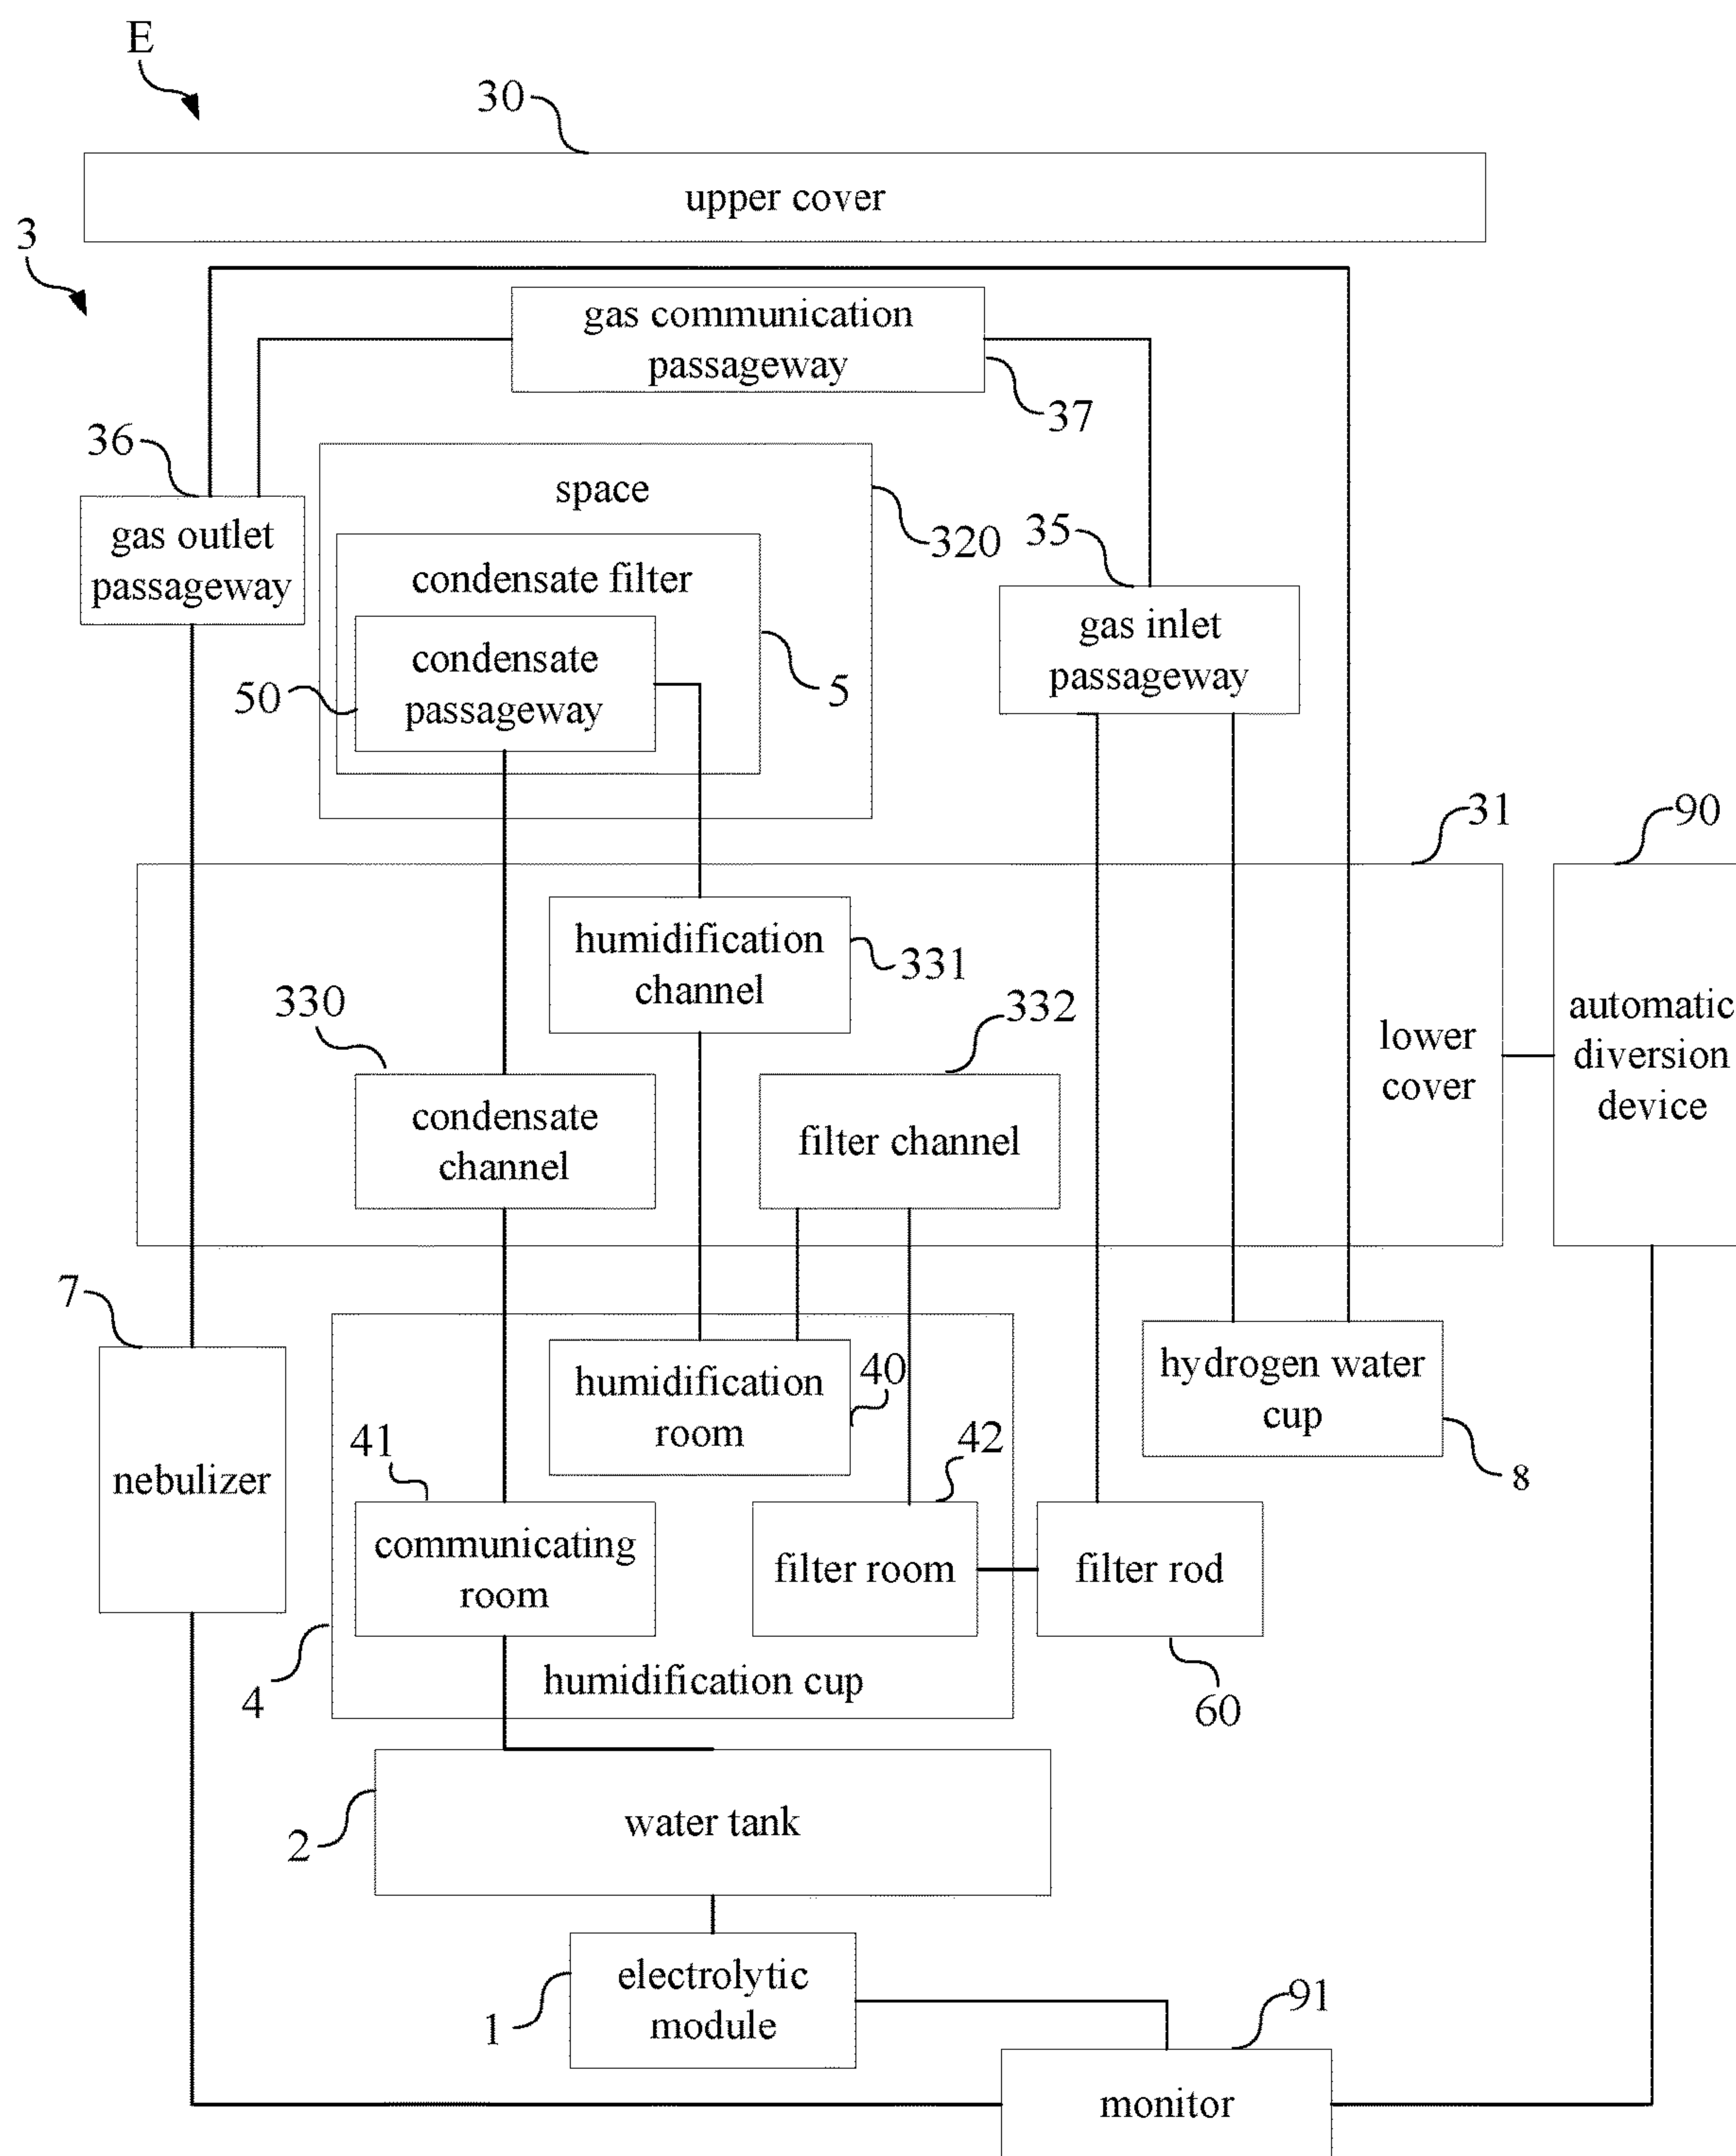 E
30
upper cover
3
gas communication
passageway
37
36
space
gas outlet
passageway
320
35
condensate filter
gas inlet
passageway
condensate
passageway
50
5
31
90
humidification
channel
331
330
332
automatic
diversion
device
lower
cover
condensate
channel
filter channel
7
humidification
room
40
hydrogen water
cup
8
41
42
nebulizer
communicating
room
filter room
filter rod
4
humidification cup
60
2
water tank
electrolytic
module
1
91
monitor